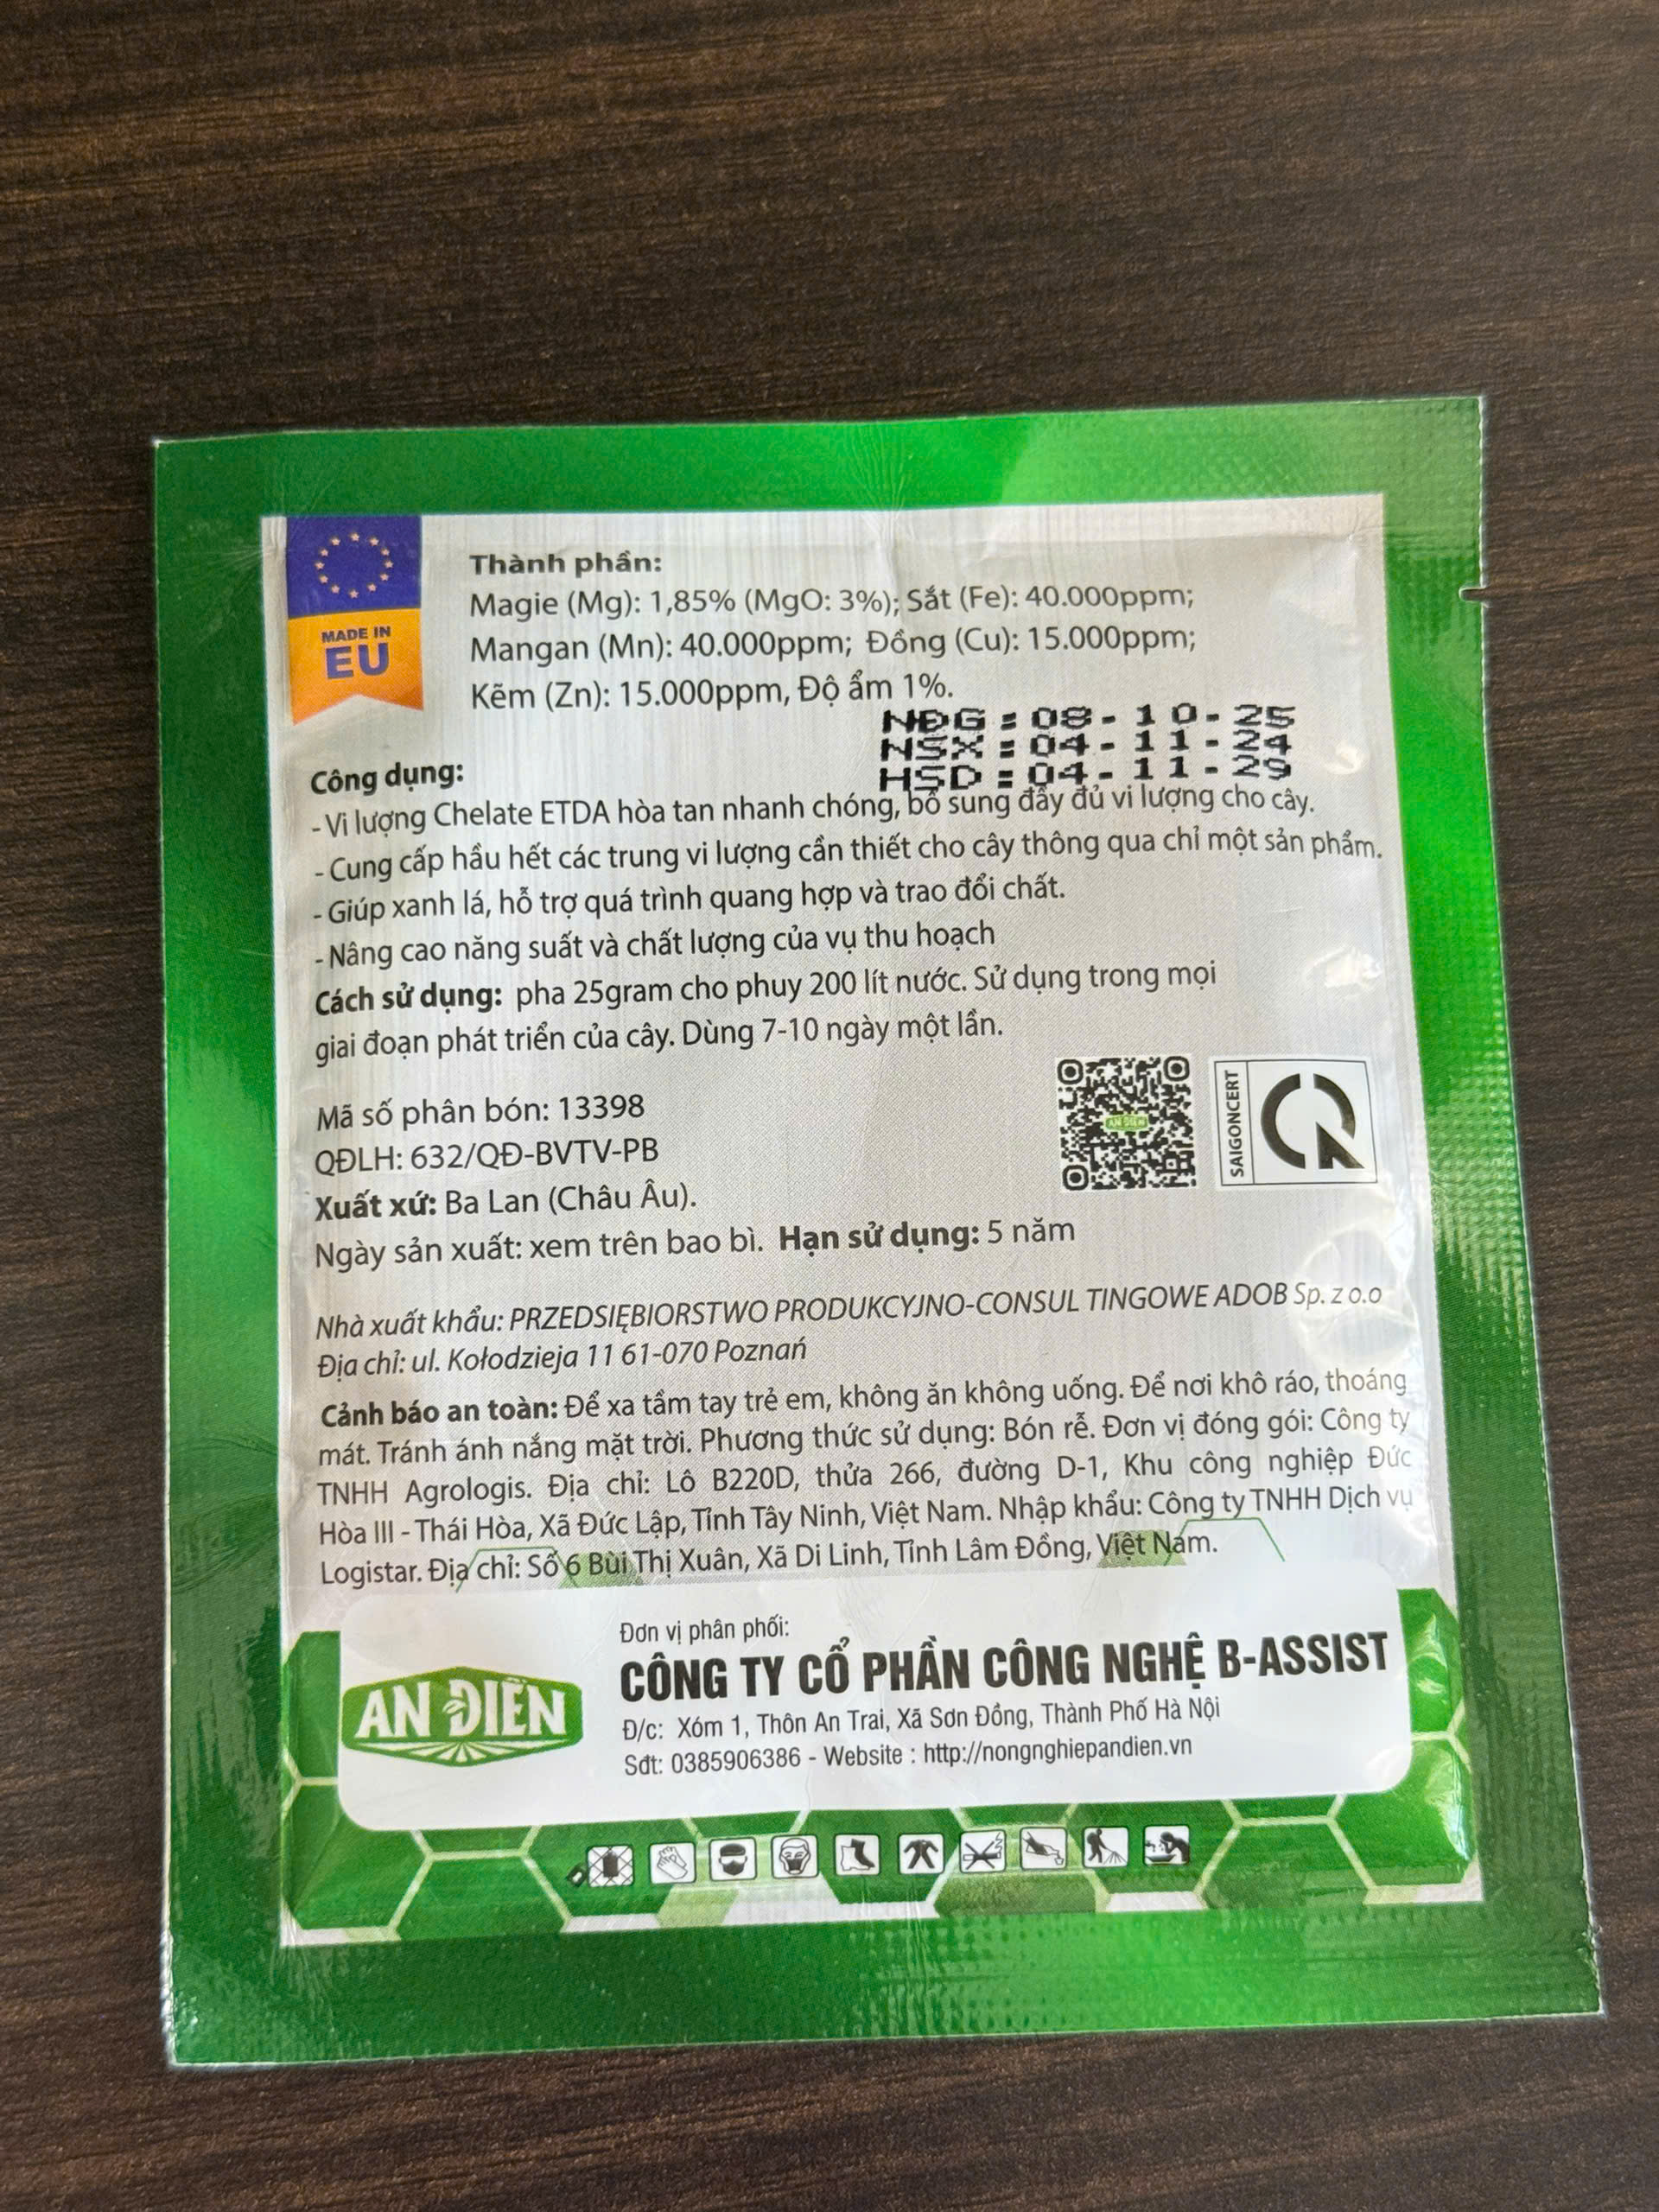 MADE IN
EU
Thành phần:
Magie (Mg): 1,85% (MgO: 3%); Sắt (Fe): 40.000ppm;
Mangan (Mn): 40.000ppm; Đồng (Cu): 15.000ppm;
Kẽm (Zn): 15.000ppm, Độ ẩm 1%.
NĐG : 08-10-25
NSX : 04-11-24
HSD : 04-11-29
Công dụng:
- Vi lượng Chelate ETDA hòa tan nhanh chóng, bổ sung đầy đủ vi lượng cho cây.
- Cung cấp hầu hết các trung vi lượng cần thiết cho cây thông qua chỉ một sản phẩm.
- Giúp xanh lá, hỗ trợ quá trình quang hợp và trao đổi chất.
- Nâng cao năng suất và chất lượng của vụ thu hoạch
Cách sử dụng: pha 25gram cho phuy 200 lít nước. Sử dụng trong mọi
giai đoạn phát triển của cây. Dùng 7-10 ngày một lần.
Mã số phân bón: 13398
QĐLH: 632/QĐ-BVTV-PB
Xuất xứ: Ba Lan (Châu Âu).
Ngày sản xuất: xem trên bao bì. Hạn sử dụng: 5 năm
AN ĐIỀN
SAIGONCERT
Nhà xuất khẩu: PRZEDSIĘBIORSTWO PRODUKCYJNO-CONSUL TINGOWE ADOB Sp. z o.o
Địa chỉ: ul. Kołodzieja 11 61-070 Poznań
Cảnh báo an toàn: Để xa tầm tay trẻ em, không ăn không uống. Để nơi khô ráo, thoáng
mát. Tránh ánh nắng mặt trời. Phương thức sử dụng: Bón rễ. Đơn vị đóng gói: Công ty
TNHH Agrologis. Địa chỉ: Lô B220D, thửa 266, đường D-1, Khu công nghiệp Đức
Hòa III - Thái Hòa, Xã Đức Lập, Tỉnh Tây Ninh, Việt Nam. Nhập khẩu: Công ty TNHH Dịch vụ
Logistar. Địa chỉ: Số 6 Bùi Thị Xuân, Xã Di Linh, Tỉnh Lâm Đồng, Việt Nam.
AN ĐIỀN
Đơn vị phân phối:
CÔNG TY CỔ PHẦN CÔNG NGHỆ B-ASSIST
Đ/c: Xóm 1, Thôn An Trai, Xã Sơn Đồng, Thành Phố Hà Nội
Sđt: 0385906386 - Website : http://nongnghiepandien.vn